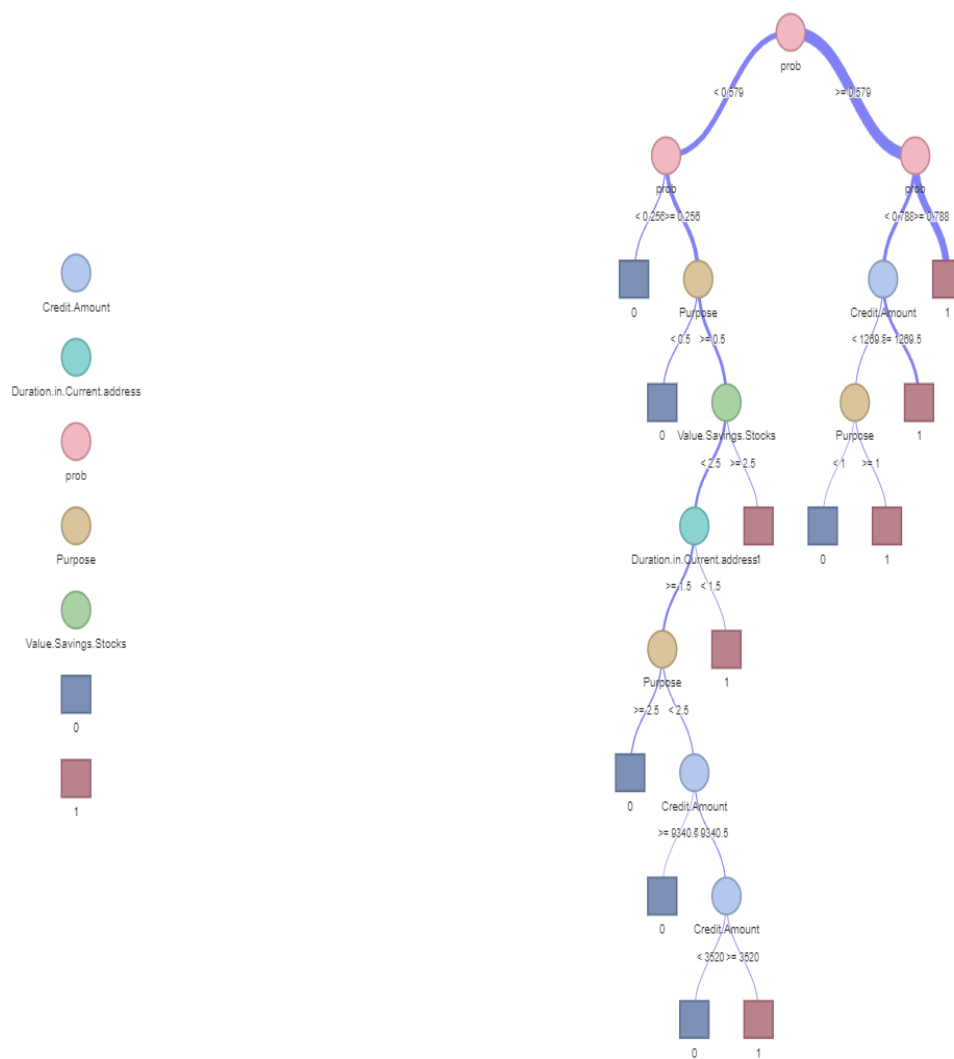 prob
< 0.579 >= 0.579
prob prob
< 0.256 >= 0.256 < 0.788 >= 0.788
0 Purpose Credit.Amount 1
< 0.5 >= 0.5 < 1269.5 >= 1269.5
0 Value.Savings.Stocks Purpose 1
< 2.5 >= 2.5 < 1 >= 1
Duration.in.Current.address 1 0 1
>= 1.5 < 1.5
Purpose 1
>= 2.5 < 2.5
0 Credit.Amount
>= 9340.5 < 9340.5
0 Credit.Amount
< 3520 >= 3520
0 1
Credit.Amount
Duration.in.Current.address
prob
Purpose
Value.Savings.Stocks
0
1